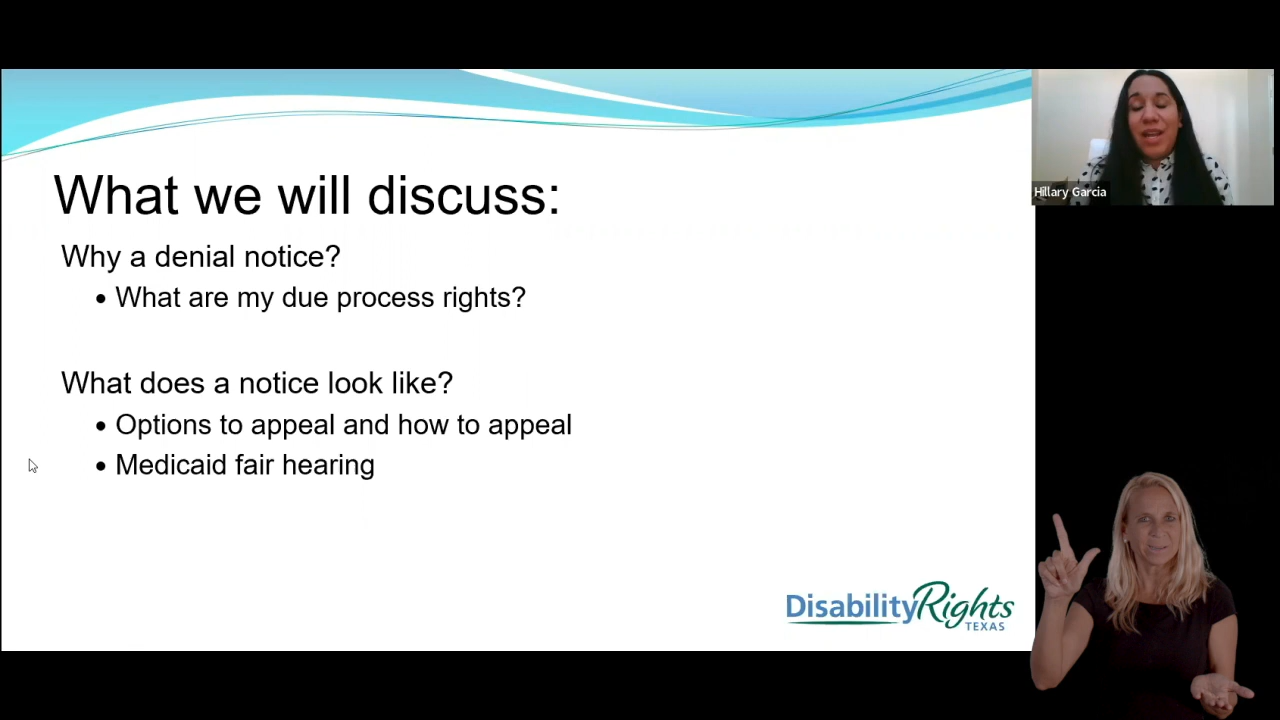 What we will discuss:
Why a denial notice?
• What are my due process rights?
What does a notice look like?
• Options to appeal and how to appeal
• Medicaid fair hearing
Hillary Garcia
DisabilityRights
TEXAS